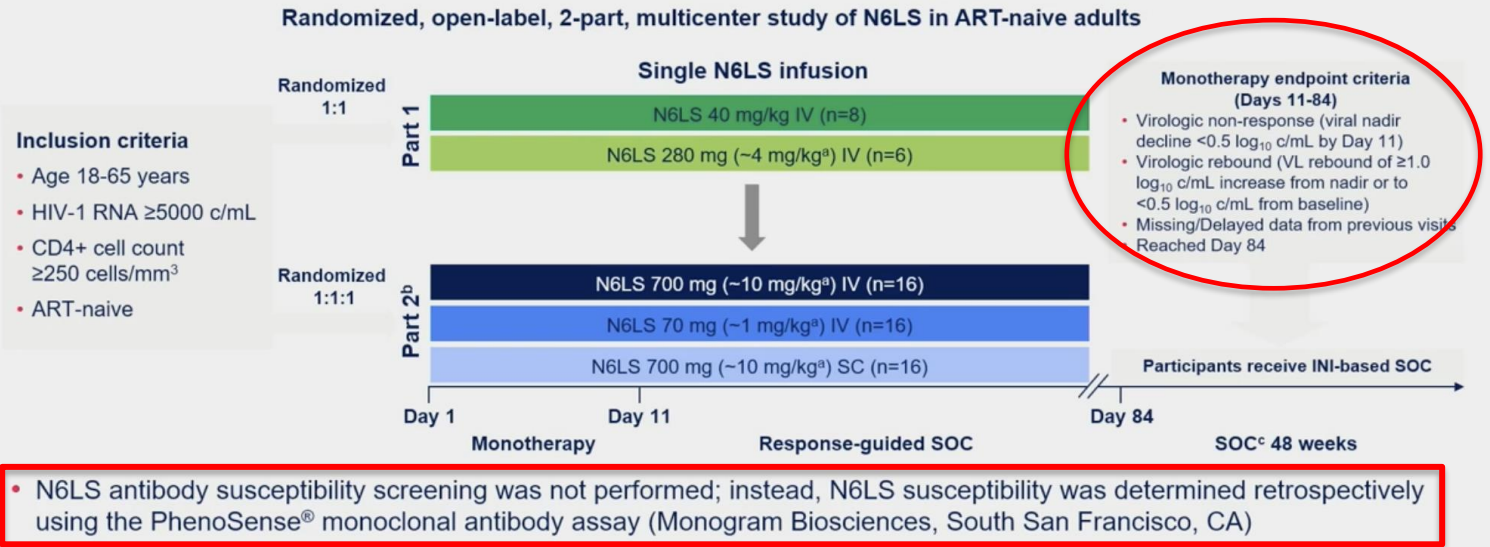 Randomized, open-label, 2-part, multicenter study of N6LS in ART-naive adults
Inclusion criteria
• Age 18-65 years
• HIV-1 RNA ≥5000 c/mL
• CD4+ cell count
≥250 cells/mm³
• ART-naive
Randomized
1:1
Part 1
Single N6LS infusion
N6LS 40 mg/kg IV (n=8)
N6LS 280 mg (~4 mg/kgᵃ) IV (n=6)
Randomized
1:1:1
Part 2ᵇ
N6LS 700 mg (~10 mg/kgᵃ) IV (n=16)
N6LS 70 mg (~1 mg/kgᵃ) IV (n=16)
N6LS 700 mg (~10 mg/kgᵃ) SC (n=16)
Monotherapy endpoint criteria
(Days 11-84)
• Virologic non-response (viral nadir
decline <0.5 log₁₀ c/mL by Day 11)
• Virologic rebound (VL rebound of ≥1.0
log₁₀ c/mL increase from nadir or to
<0.5 log₁₀ c/mL from baseline)
• Missing/Delayed data from previous visits
• Reached Day 84
Participants receive INI-based SOC
Day 1
Day 11
Day 84
Monotherapy
Response-guided SOC
SOCᶜ 48 weeks
• N6LS antibody susceptibility screening was not performed; instead, N6LS susceptibility was determined retrospectively
using the PhenoSense® monoclonal antibody assay (Monogram Biosciences, South San Francisco, CA)